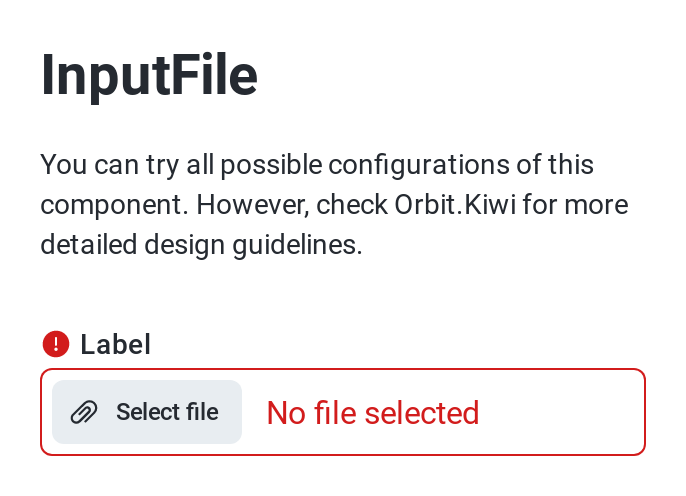 InputFile
You can try all possible configurations of this
component. However, check Orbit.Kiwi for more
detailed design guidelines.
Label
Select file
No file selected